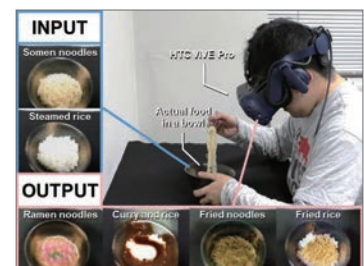 INPUT
Somen noodles
Steamed rice
HTC VIVE Pro
Actual food
in a bowl
OUTPUT
Ramen noodles
Curry and rice
Fried noodles
Fried rice